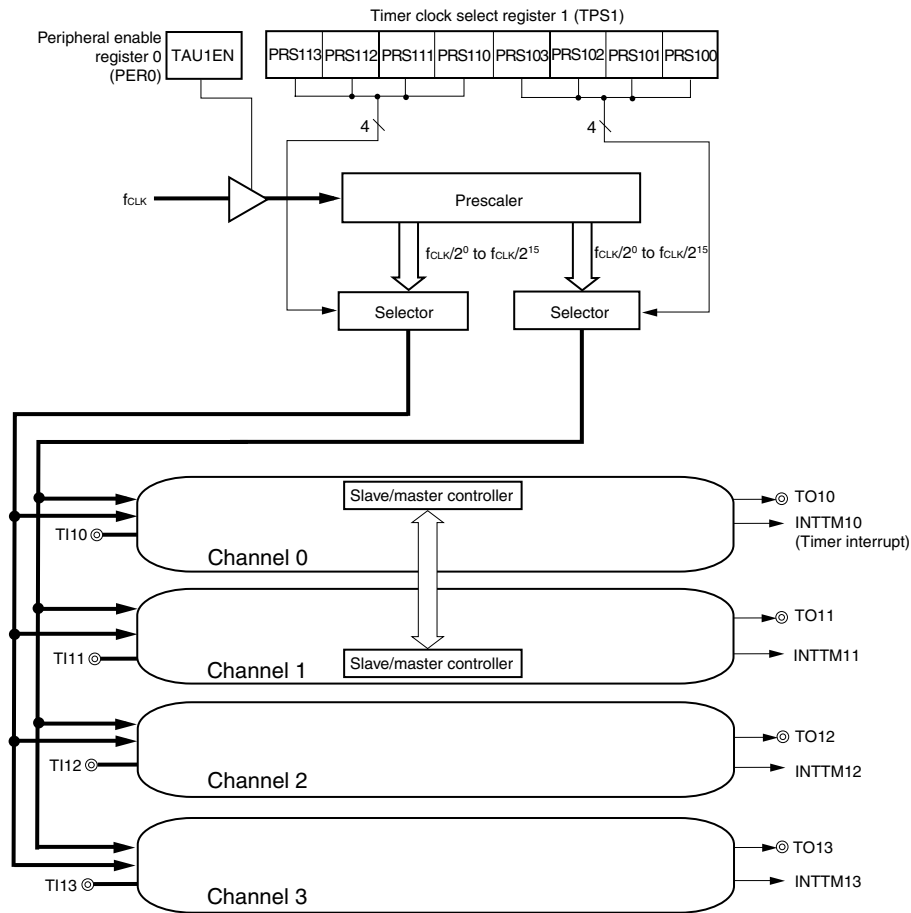 Timer clock select register 1 (TPS1)
Peripheral enable
register 0
(PER0)
TAU1EN
PRS113 PRS112 PRS111 PRS110 PRS103 PRS102 PRS101 PRS100
4
4
fCLK
Prescaler
fCLK/2⁰ to fCLK/2¹⁵
fCLK/2⁰ to fCLK/2¹⁵
Selector
Selector
Slave/master controller
TO10
TI10
INTTM10
(Timer interrupt)
Channel 0
TO11
TI11
Channel 1
Slave/master controller
INTTM11
TO12
TI12
Channel 2
INTTM12
TO13
TI13
Channel 3
INTTM13